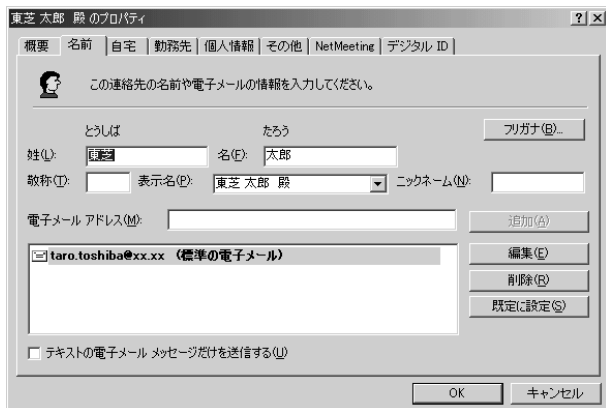 東芝 太郎　殿 のプロパティ
概要 名前 自宅 勤務先 個人情報 その他 NetMeeting デジタル ID
この連絡先の名前や電子メールの情報を入力してください。
とうしば たろう フリガナ(B)...
姓(L): 東芝 名(F): 太郎
敬称(T): 表示名(P): 東芝 太郎　殿 ニックネーム(N):
電子メール アドレス(M): 追加(A)
taro.toshiba@xx.xx （標準の電子メール） 編集(E)
削除(R)
既定に設定(S)
テキストの電子メール メッセージだけを送信する(U)
OK キャンセル